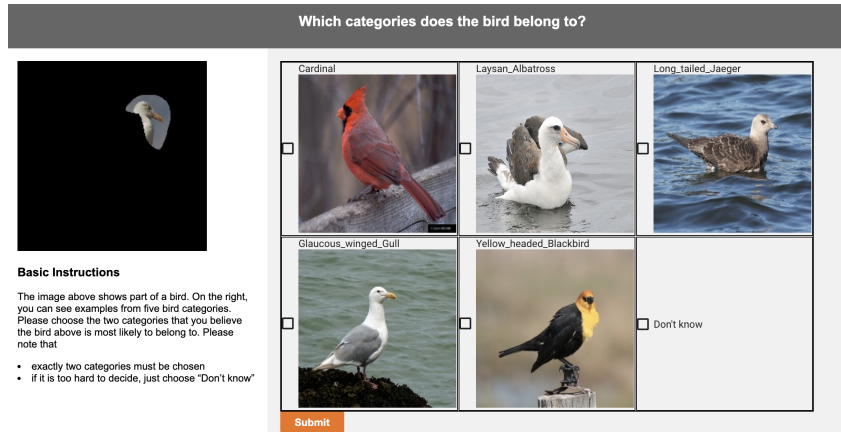 Which categories does the bird belong to?
Cardinal
Laysan_Albatross
Long_tailed_Jaeger
Glaucous_winged_Gull
Yellow_headed_Blackbird
Don't know
Basic Instructions
The image above shows part of a bird. On the right,
you can see examples from five bird categories.
Please choose the two categories that you believe
the bird above is most likely to belong to. Please
note that
• exactly two categories must be chosen
• if it is too hard to decide, just choose “Don’t know”
Submit